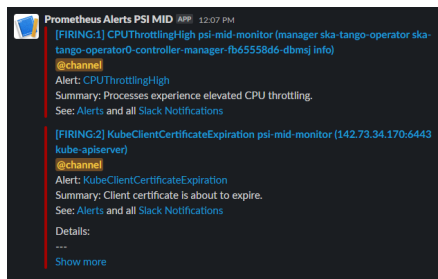 Prometheus Alerts PSI MID APP 12:07 PM
[FIRING:1] CPUThrottlingHigh psi-mid-monitor (manager ska-tango-operator ska-
tango-operator0-controller-manager-fb65558d6-dbmsj info)
@channel
Alert: CPUThrottlingHigh
Summary: Processes experience elevated CPU throttling.
See: Alerts and all Slack Notifications
[FIRING:2] KubeClientCertificateExpiration psi-mid-monitor (142.73.34.170:6443
kube-apiserver)
@channel
Alert: KubeClientCertificateExpiration
Summary: Client certificate is about to expire.
See: Alerts and all Slack Notifications
Details:
---
Show more